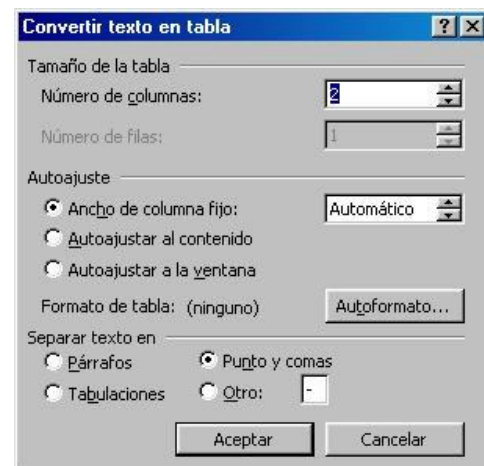 Convertir texto en tabla
Tamaño de la tabla
Número de columnas: 2
Número de filas: 1
Autoajuste
Ancho de columna fijo: Automático
Autoajustar al contenido
Autoajustar a la ventana
Formato de tabla: (ninguno) Autoformato...
Separar texto en
Párrafos Punto y comas
Tabulaciones Otro: -
Aceptar Cancelar